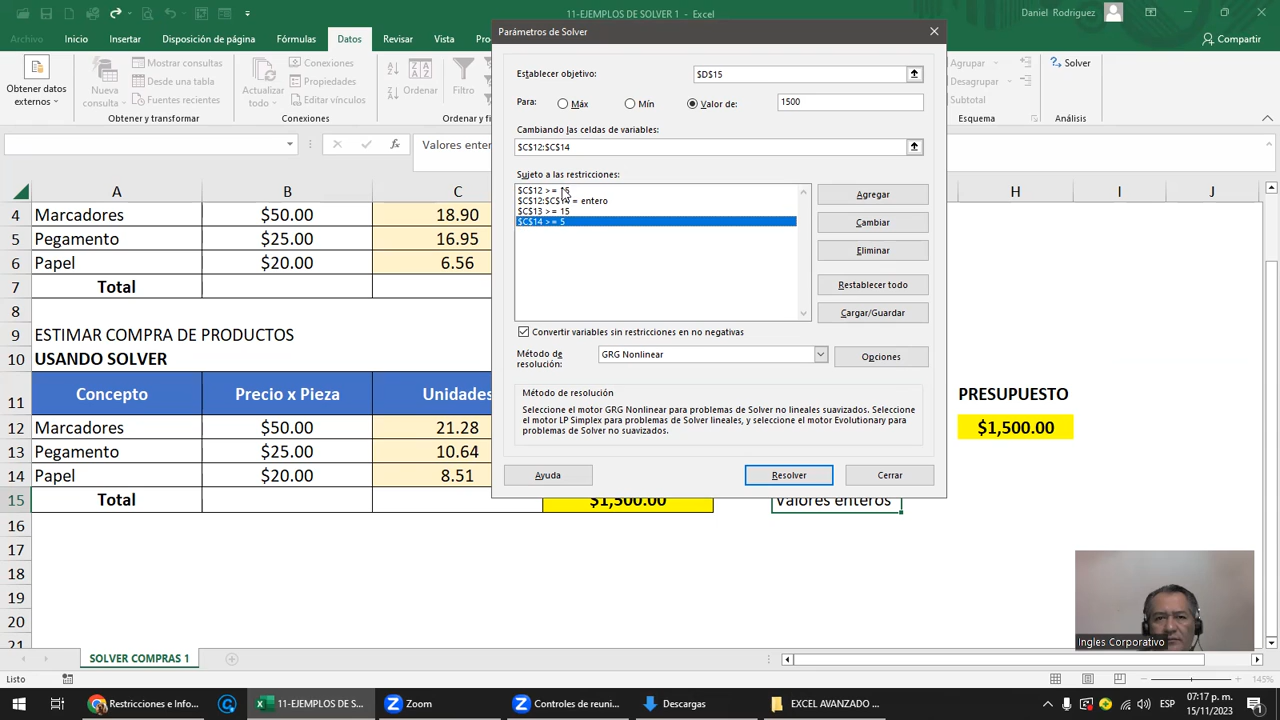 11-EJEMPLOS DE SOLVER 1 - Excel
Daniel Rodriguez
Archivo Inicio Insertar Disposición de página Fórmulas Datos Revisar Vista
Compartir
Obtener datos externos
Nueva consulta
Mostrar consultas
Desde una tabla
Fuentes recientes
Obtener y transformar
Actualizar todo
Conexiones
Propiedades
Editar vínculos
Conexiones
Ordenar
Filtro
Agrupar
Desagrupar
Subtotal
Esquema
Solver
Análisis
Parámetros de Solver
Establecer objetivo: $D$15
Para: Máx Mín Valor de: 1500
Cambiando las celdas de variables:
$C$12:$C$14
Sujeto a las restricciones:
$C$12 >= 16
$C$12:$C$14 = entero
$C$13 >= 15
$C$14 >= 5
Agregar
Cambiar
Eliminar
Restablecer todo
Cargar/Guardar
Convertir variables sin restricciones en no negativas
Método de resolución:
GRG Nonlinear
Opciones
Método de resolución
Seleccione el motor GRG Nonlinear para problemas de Solver no lineales suavizados. Seleccione
el motor LP Simplex para problemas de Solver lineales, y seleccione el motor Evolutionary para
problemas de Solver no suavizados.
Ayuda Resolver Cerrar
Valores enteros
A B C H I J
4 Marcadores $50.00 18.90
5 Pegamento $25.00 16.95
6 Papel $20.00 6.56
7 Total
8
9 ESTIMAR COMPRA DE PRODUCTOS
10 USANDO SOLVER
11 Concepto Precio x Pieza Unidades PRESUPUESTO
12 Marcadores $50.00 21.28 $1,500.00
13 Pegamento $25.00 10.64
14 Papel $20.00 8.51
15 Total $1,500.00 Valores enteros
16
17
18
19
20
21
Ingles Corporativo
SOLVER COMPRAS 1
Listo
145%
Restricciones e Info...
11-EJEMPLOS DE S...
Zoom
Controles de reuni...
Descargas
EXCEL AVANZADO ...
ESP
07:17 p. m.
15/11/2023